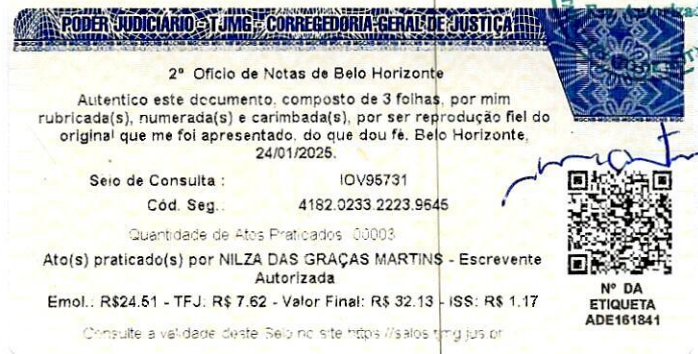 PODER JUDICIÁRIO - TJMG - CORREGEDORIA-GERAL DE JUSTIÇA
2º Ofício de Notas de Belo Horizonte
Autentico este documento, composto de 3 folhas, por mim
rubricada(s), numerada(s) e carimbada(s), por ser reprodução fiel do
original que me foi apresentado, do que dou fé. Belo Horizonte,
24/01/2025.
Selo de Consulta : IOV95731
Cód. Seg.: 4182.0233.2223.9645
Quantidade de Atos Praticados: 00003
Ato(s) praticado(s) por NILZA DAS GRAÇAS MARTINS - Escrevente
Autorizada
Emol.: R$24.51 - TFJ: R$ 7.62 - Valor Final: R$ 32.13 - ISS: R$ 1.17
Consulte a validade deste Selo no site https://selos.tjmg.jus.br
Nº DA
ETIQUETA
ADE161841